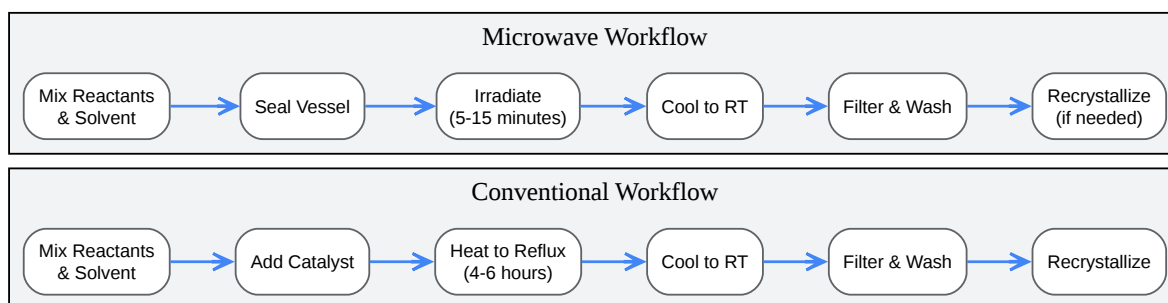 Microwave Workflow
Mix Reactants
& Solvent
Seal Vessel
Irradiate
(5-15 minutes)
Cool to RT
Filter & Wash
Recrystallize
(if needed)
Conventional Workflow
Mix Reactants
& Solvent
Add Catalyst
Heat to Reflux
(4-6 hours)
Cool to RT
Filter & Wash
Recrystallize